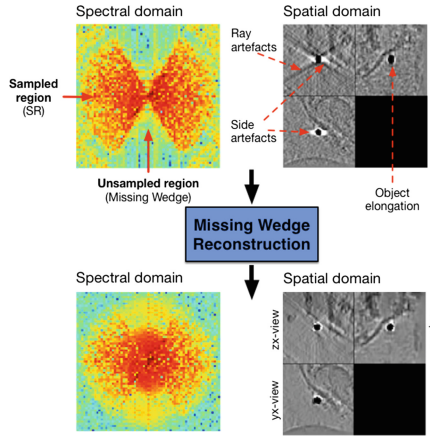 Spectral domain
Spatial domain
Ray
artefacts
Sampled
region
(SR)
Side
artefacts
Unsampled region
(Missing Wedge)
Object
elongation
Missing Wedge
Reconstruction
Spectral domain
Spatial domain
zx-view
yx-view